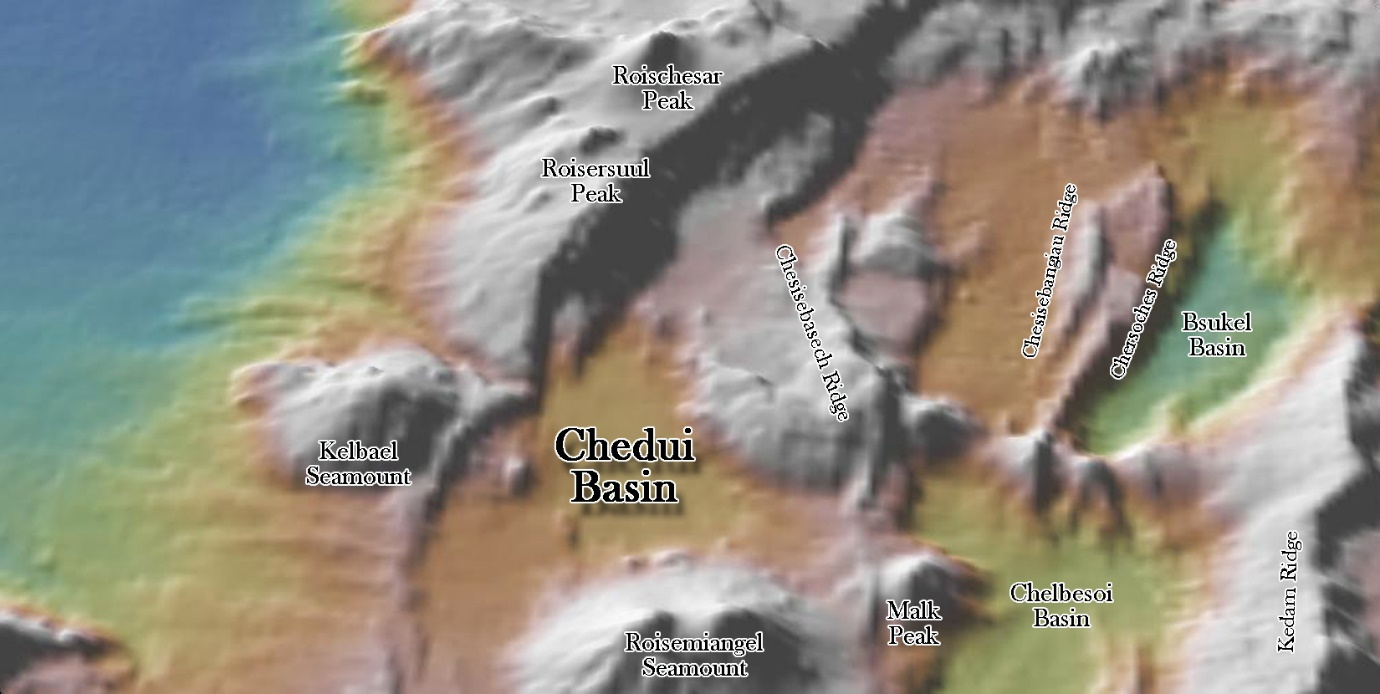 Roischesar
Peak
Roisersuul
Peak
Chesisebasech Ridge
Chesisebangiau Ridge
Chersoches Ridge
Bsukel
Basin
Kelbael
Seamount
Chedui
Basin
Kedam Ridge
Chelbesoi
Basin
Malk
Peak
Roisemiangel
Seamount